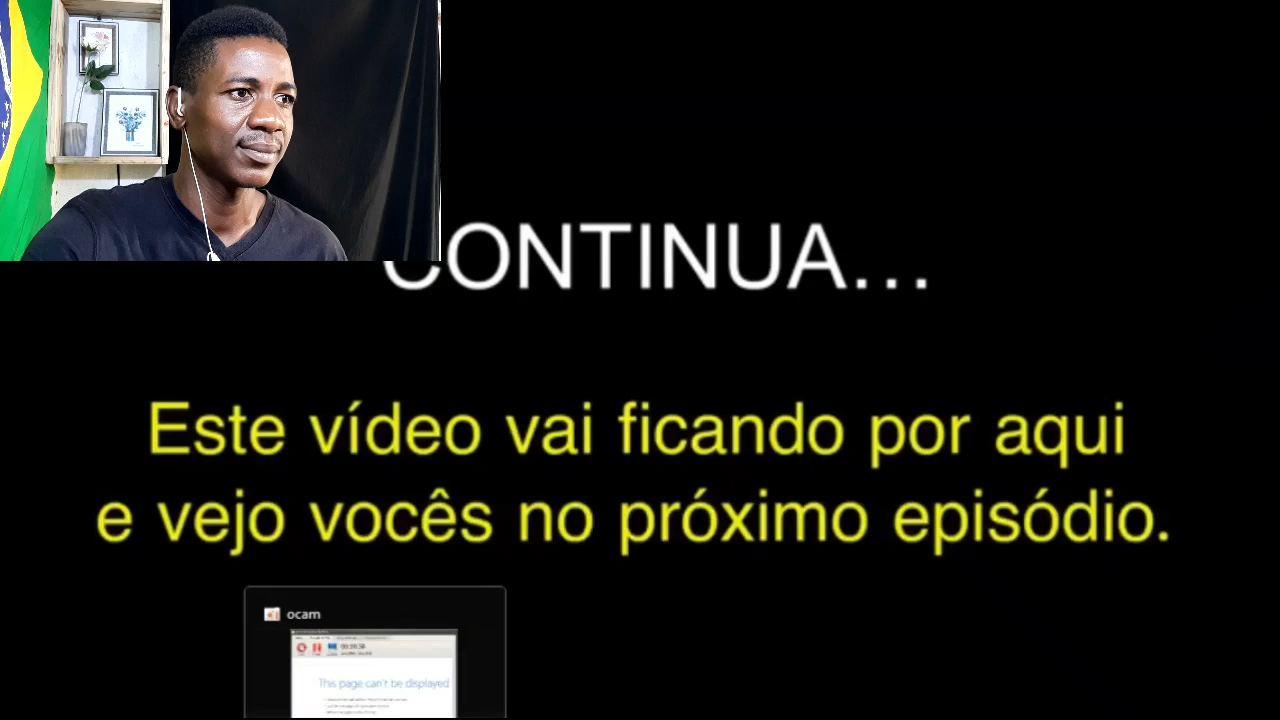 CONTINUA...
Este vídeo vai ficando por aqui
e vejo vocês no próximo episódio.
ocam
This page can't be displayed